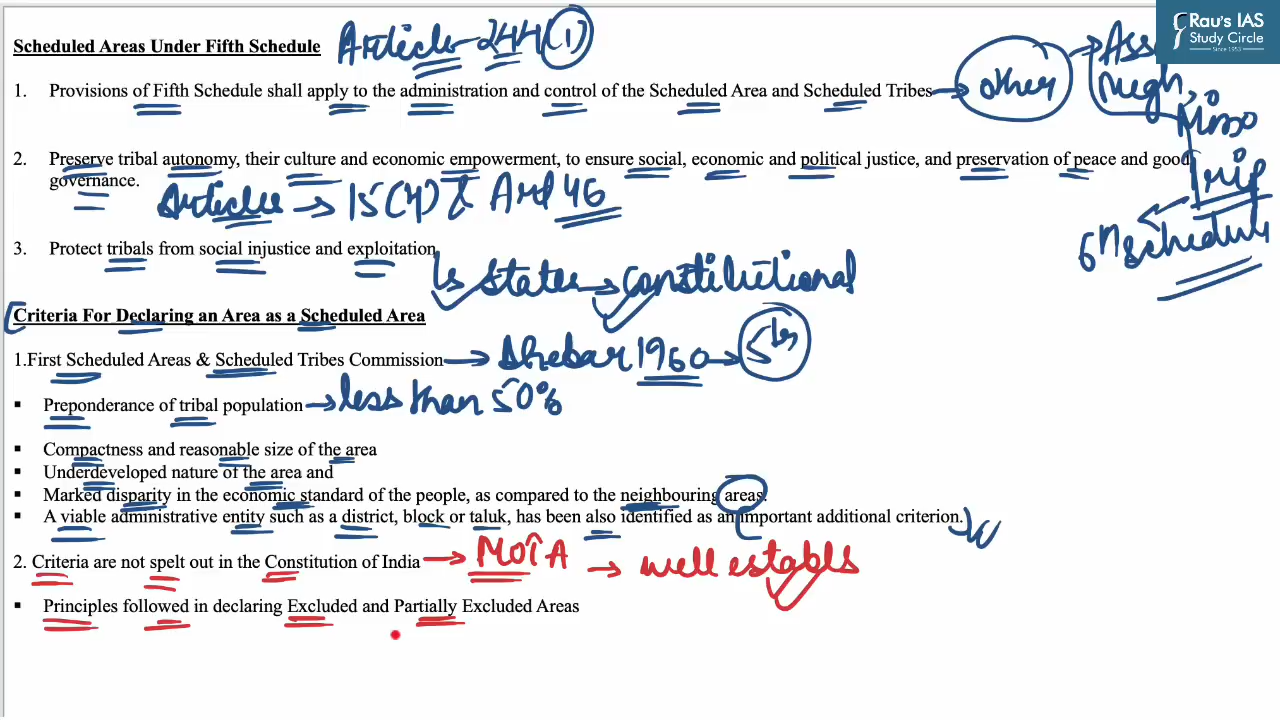 Rau's IAS
Study Circle
Since 1953
Scheduled Areas Under Fifth Schedule Article - 244(1)
1. Provisions of Fifth Schedule shall apply to the administration and control of the Scheduled Area and Scheduled Tribes → other → Ass
Megh,
Mizo
2. Preserve tribal autonomy, their culture and economic empowerment, to ensure social, economic and political justice, and preservation of peace and good
governance.
Trip
Articles → 15(4) & Art 46
6th schedule
3. Protect tribals from social injustice and exploitation
States → constitutional
Criteria For Declaring an Area as a Scheduled Area
1.First Scheduled Areas & Scheduled Tribes Commission → Dhebar 1960 → 5th
▪ Preponderance of tribal population → less than 50%
▪ Compactness and reasonable size of the area
▪ Underdeveloped nature of the area and
▪ Marked disparity in the economic standard of the people, as compared to the neighbouring areas.
▪ A viable administrative entity such as a district, block or taluk, has been also identified as an important additional criterion.
2. Criteria are not spelt out in the Constitution of India → MOTA → well establs
▪ Principles followed in declaring Excluded and Partially Excluded Areas